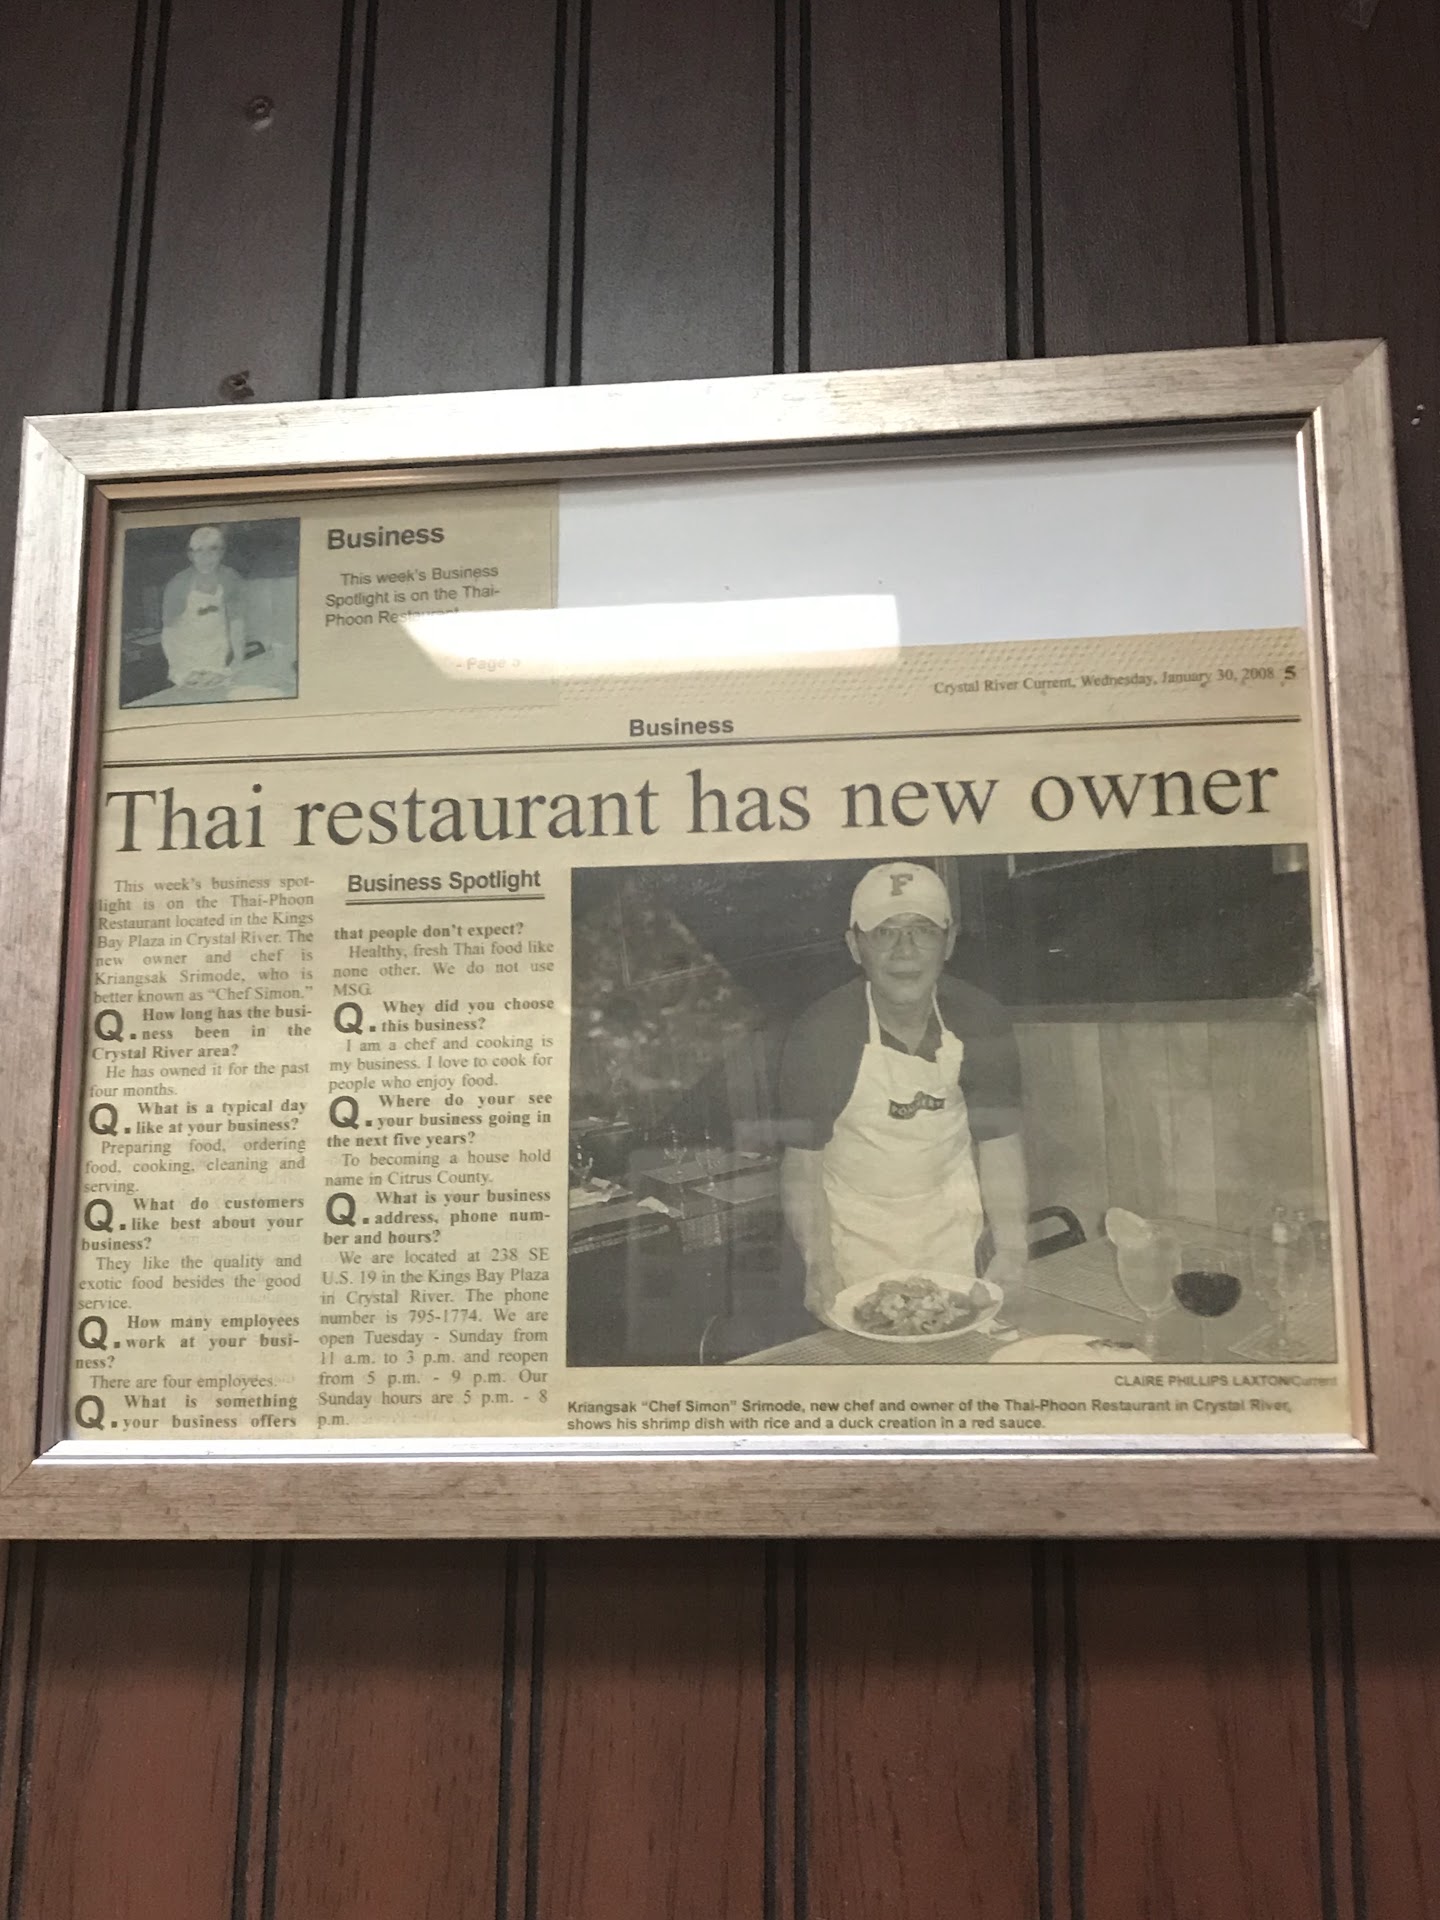 Business
This week's Business
Spotlight is on the Thai-
Phoon Restaurant
- Page 5
Crystal River Current, Wednesday, January 30, 2008 5
Business
Thai restaurant has new owner
This week's business spot-
light is on the Thai-Phoon
Restaurant located in the Kings
Bay Plaza in Crystal River. The
new owner and chef is
Kriangsak Srimode, who is
better known as "Chef Simon."
Q. How long has the busi-
ness been in the
Crystal River area?
He has owned it for the past
four months.
Q. What is a typical day
like at your business?
Preparing food, ordering
food, cooking, cleaning and
serving.
Q. What do customers
like best about your
business?
They like the quality and
exotic food besides the good
service.
Q. How many employees
work at your busi-
ness?
There are four employees.
Q. What is something
your business offers
Business Spotlight
that people don't expect?
Healthy, fresh Thai food like
none other. We do not use
MSG.
Q. Whey did you choose
this business?
I am a chef and cooking is
my business. I love to cook for
people who enjoy food.
Q. Where do your see
your business going in
the next five years?
To becoming a house hold
name in Citrus County.
Q. What is your business
address, phone num-
ber and hours?
We are located at 238 SE
U.S. 19 in the Kings Bay Plaza
in Crystal River. The phone
number is 795-1774. We are
open Tuesday - Sunday from
11 a.m. to 3 p.m. and reopen
from 5 p.m. - 9 p.m. Our
Sunday hours are 5 p.m. - 8
p.m.
F
CLAIRE PHILLIPS LAXTON/Current
Kriangsak "Chef Simon" Srimode, new chef and owner of the Thai-Phoon Restaurant in Crystal River,
shows his shrimp dish with rice and a duck creation in a red sauce.